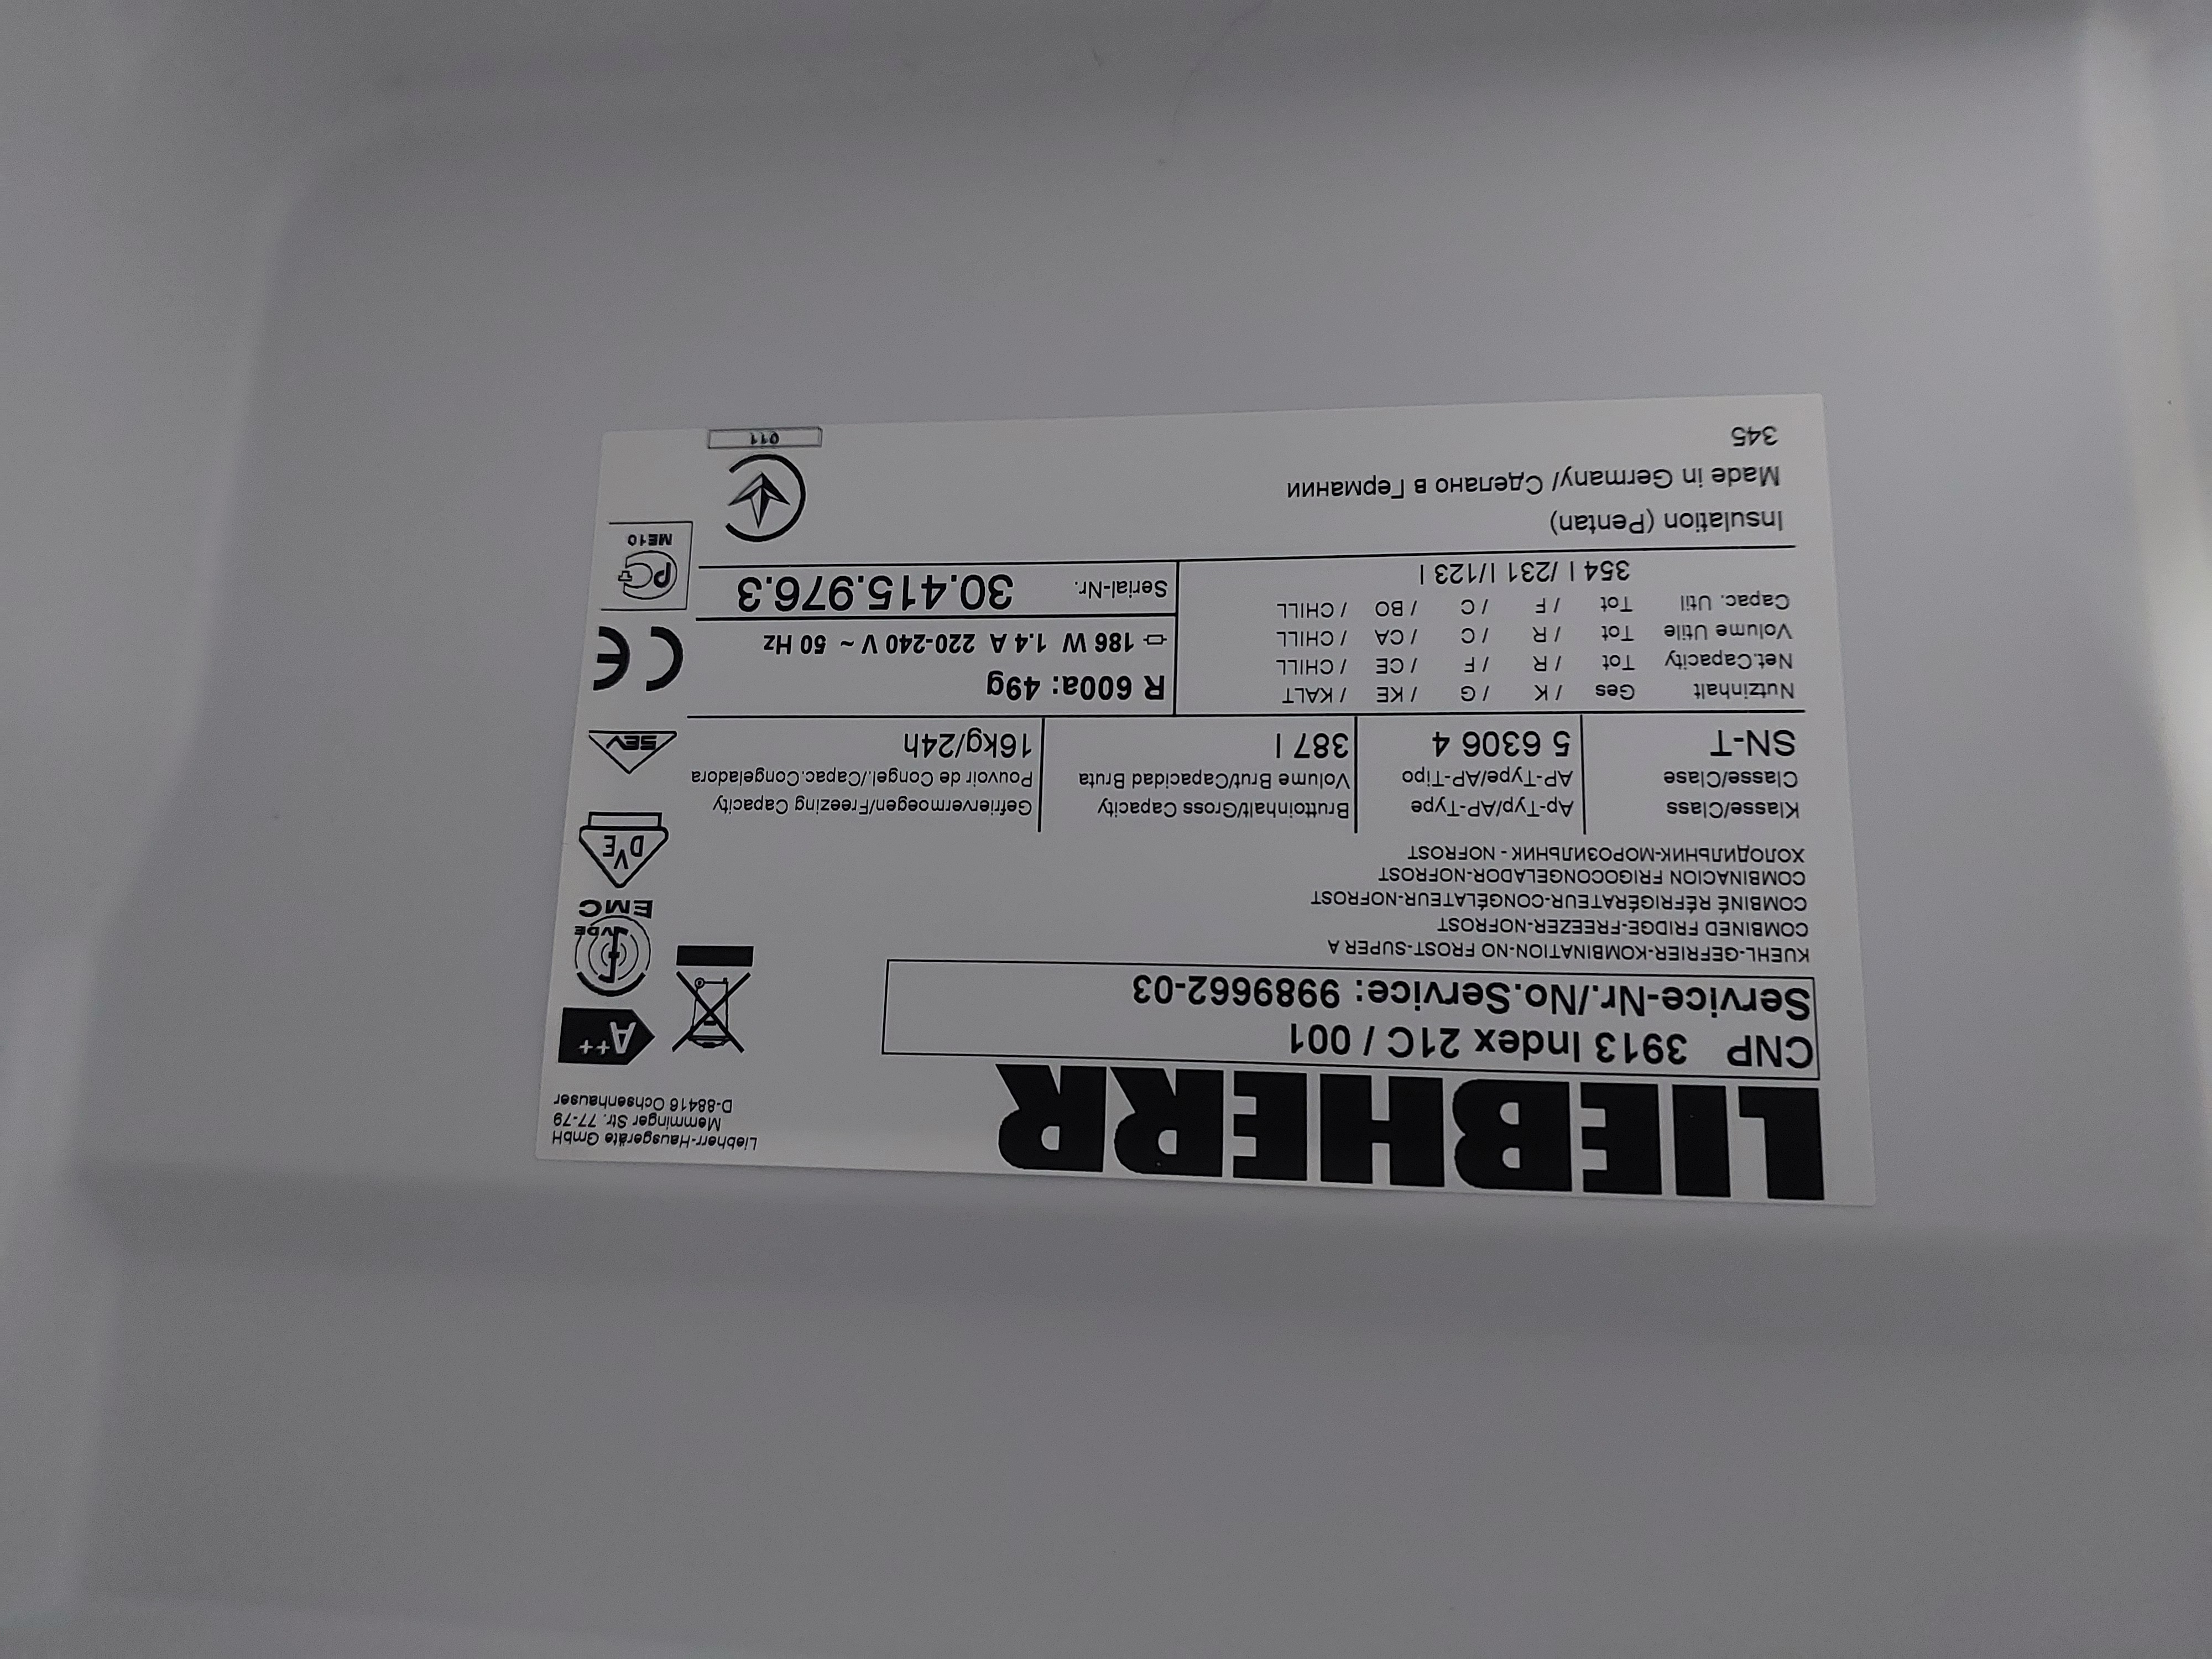 LIEBHERR
Liebherr-Hausgeräte GmbH
Memminger Str. 77-79
D-88416 Ochsenhauser
CNP 3913 Index 21C / 001
Service-Nr./No.Service: 9989662-03
A++
KUEHL-GEFRIER-KOMBINATION-NO FROST-SUPER A
COMBINED FRIDGE-FREEZER-NOFROST
COMBINÉ RÉFRIGÉRATEUR-CONGÉLATEUR-NOFROST
COMBINACION FRIGOCONGELADOR-NOFROST
ХОЛОДИЛЬНИК-МОРОЗИЛЬНИК - NOFROST
VDE
EMC
DVE
Klasse/Class Ap-Typ/AP-Type Bruttoinhalt/Gross Capacity Gefriervermoegen/Freezing Capacity
Classe/Clase AP-Type/AP-Tipo Volume Brut/Capacidad Bruta Pouvoir de Congel./Capac.Congeladora
SN-T 5 6306 4 387 l 16kg/24h
SEV
Nutzinhalt Ges / K / G / KE / KALT
Net.Capacity Tot / R / F / CE / CHILL
Volume Utile Tot / R / C / CA / CHILL
Capac. Util Tot / F / C / BO / CHILL
354 l /231 l/123 l
R 600a: 49g
186 W 1.4 A 220-240 V ~ 50 Hz
Serial-Nr. 30.415.976.3
CE
РСТ
ME10
Insulation (Pentan)
Made in Germany/ Сделано в Германии
345
011